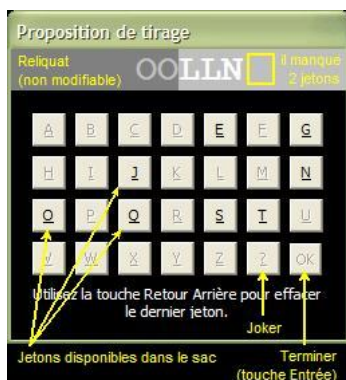 Proposition de tirage
Reliquat
(non modifiable)
OOLLN
il manque
2 jetons
A B C D E F G
H I J K L M N
O P Q R S T U
V W X Y Z ? OK
Utilisez la touche Retour Arrière pour effacer
le dernier jeton.
Joker
Jetons disponibles dans le sac
Terminer
(touche Entrée)